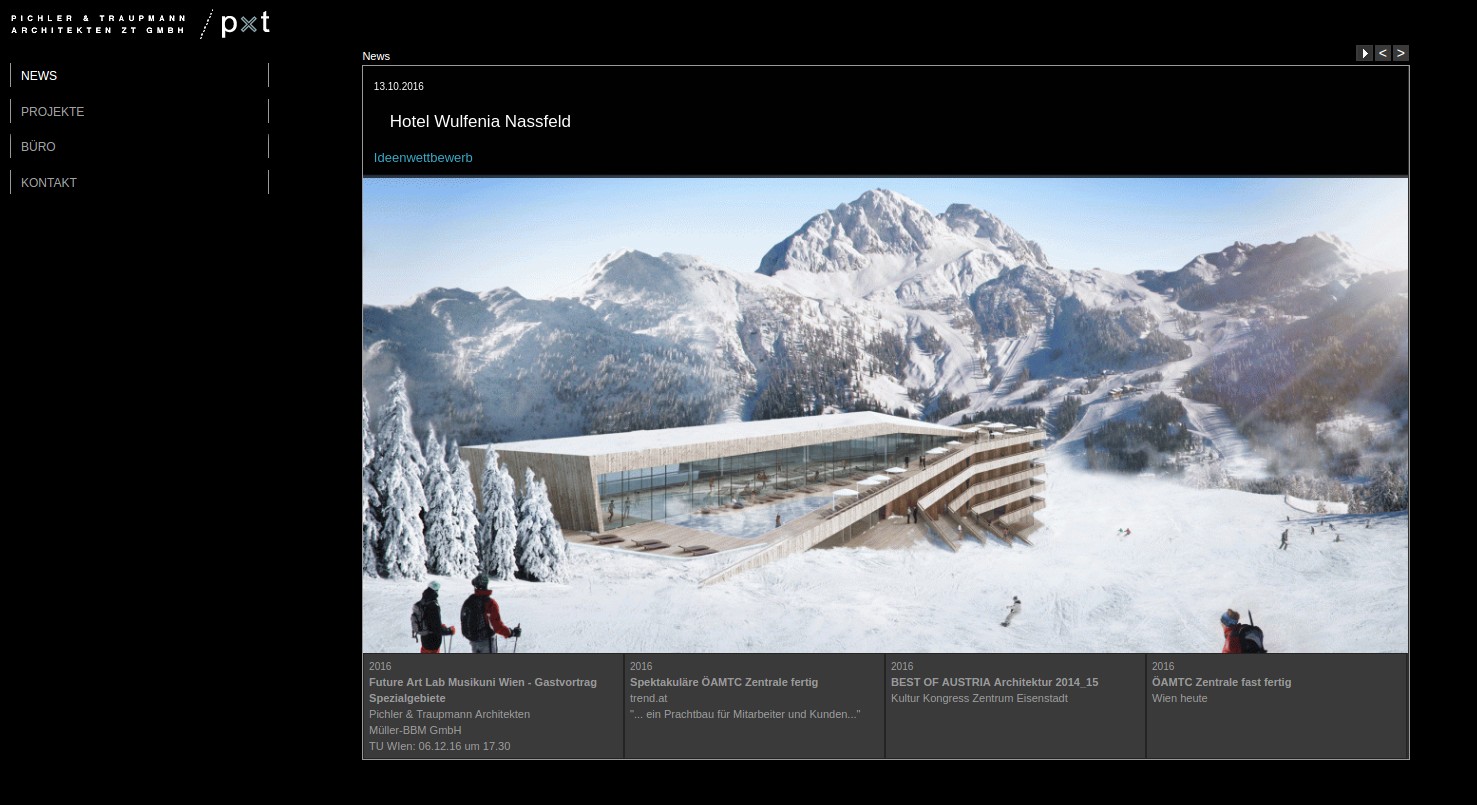 PICHLER & TRAUPMANN
ARCHITEKTEN ZT GMBH
p×t
NEWS
PROJEKTE
BÜRO
KONTAKT
News
< >
13.10.2016
Hotel Wulfenia Nassfeld
Ideenwettbewerb
2016
Future Art Lab Musikuni Wien - Gastvortrag
Spezialgebiete
Pichler & Traupmann Architekten
Müller-BBM GmbH
TU WIen: 06.12.16 um 17.30
2016
Spektakuläre ÖAMTC Zentrale fertig
trend.at
"... ein Prachtbau für Mitarbeiter und Kunden..."
2016
BEST OF AUSTRIA Architektur 2014_15
Kultur Kongress Zentrum Eisenstadt
2016
ÖAMTC Zentrale fast fertig
Wien heute